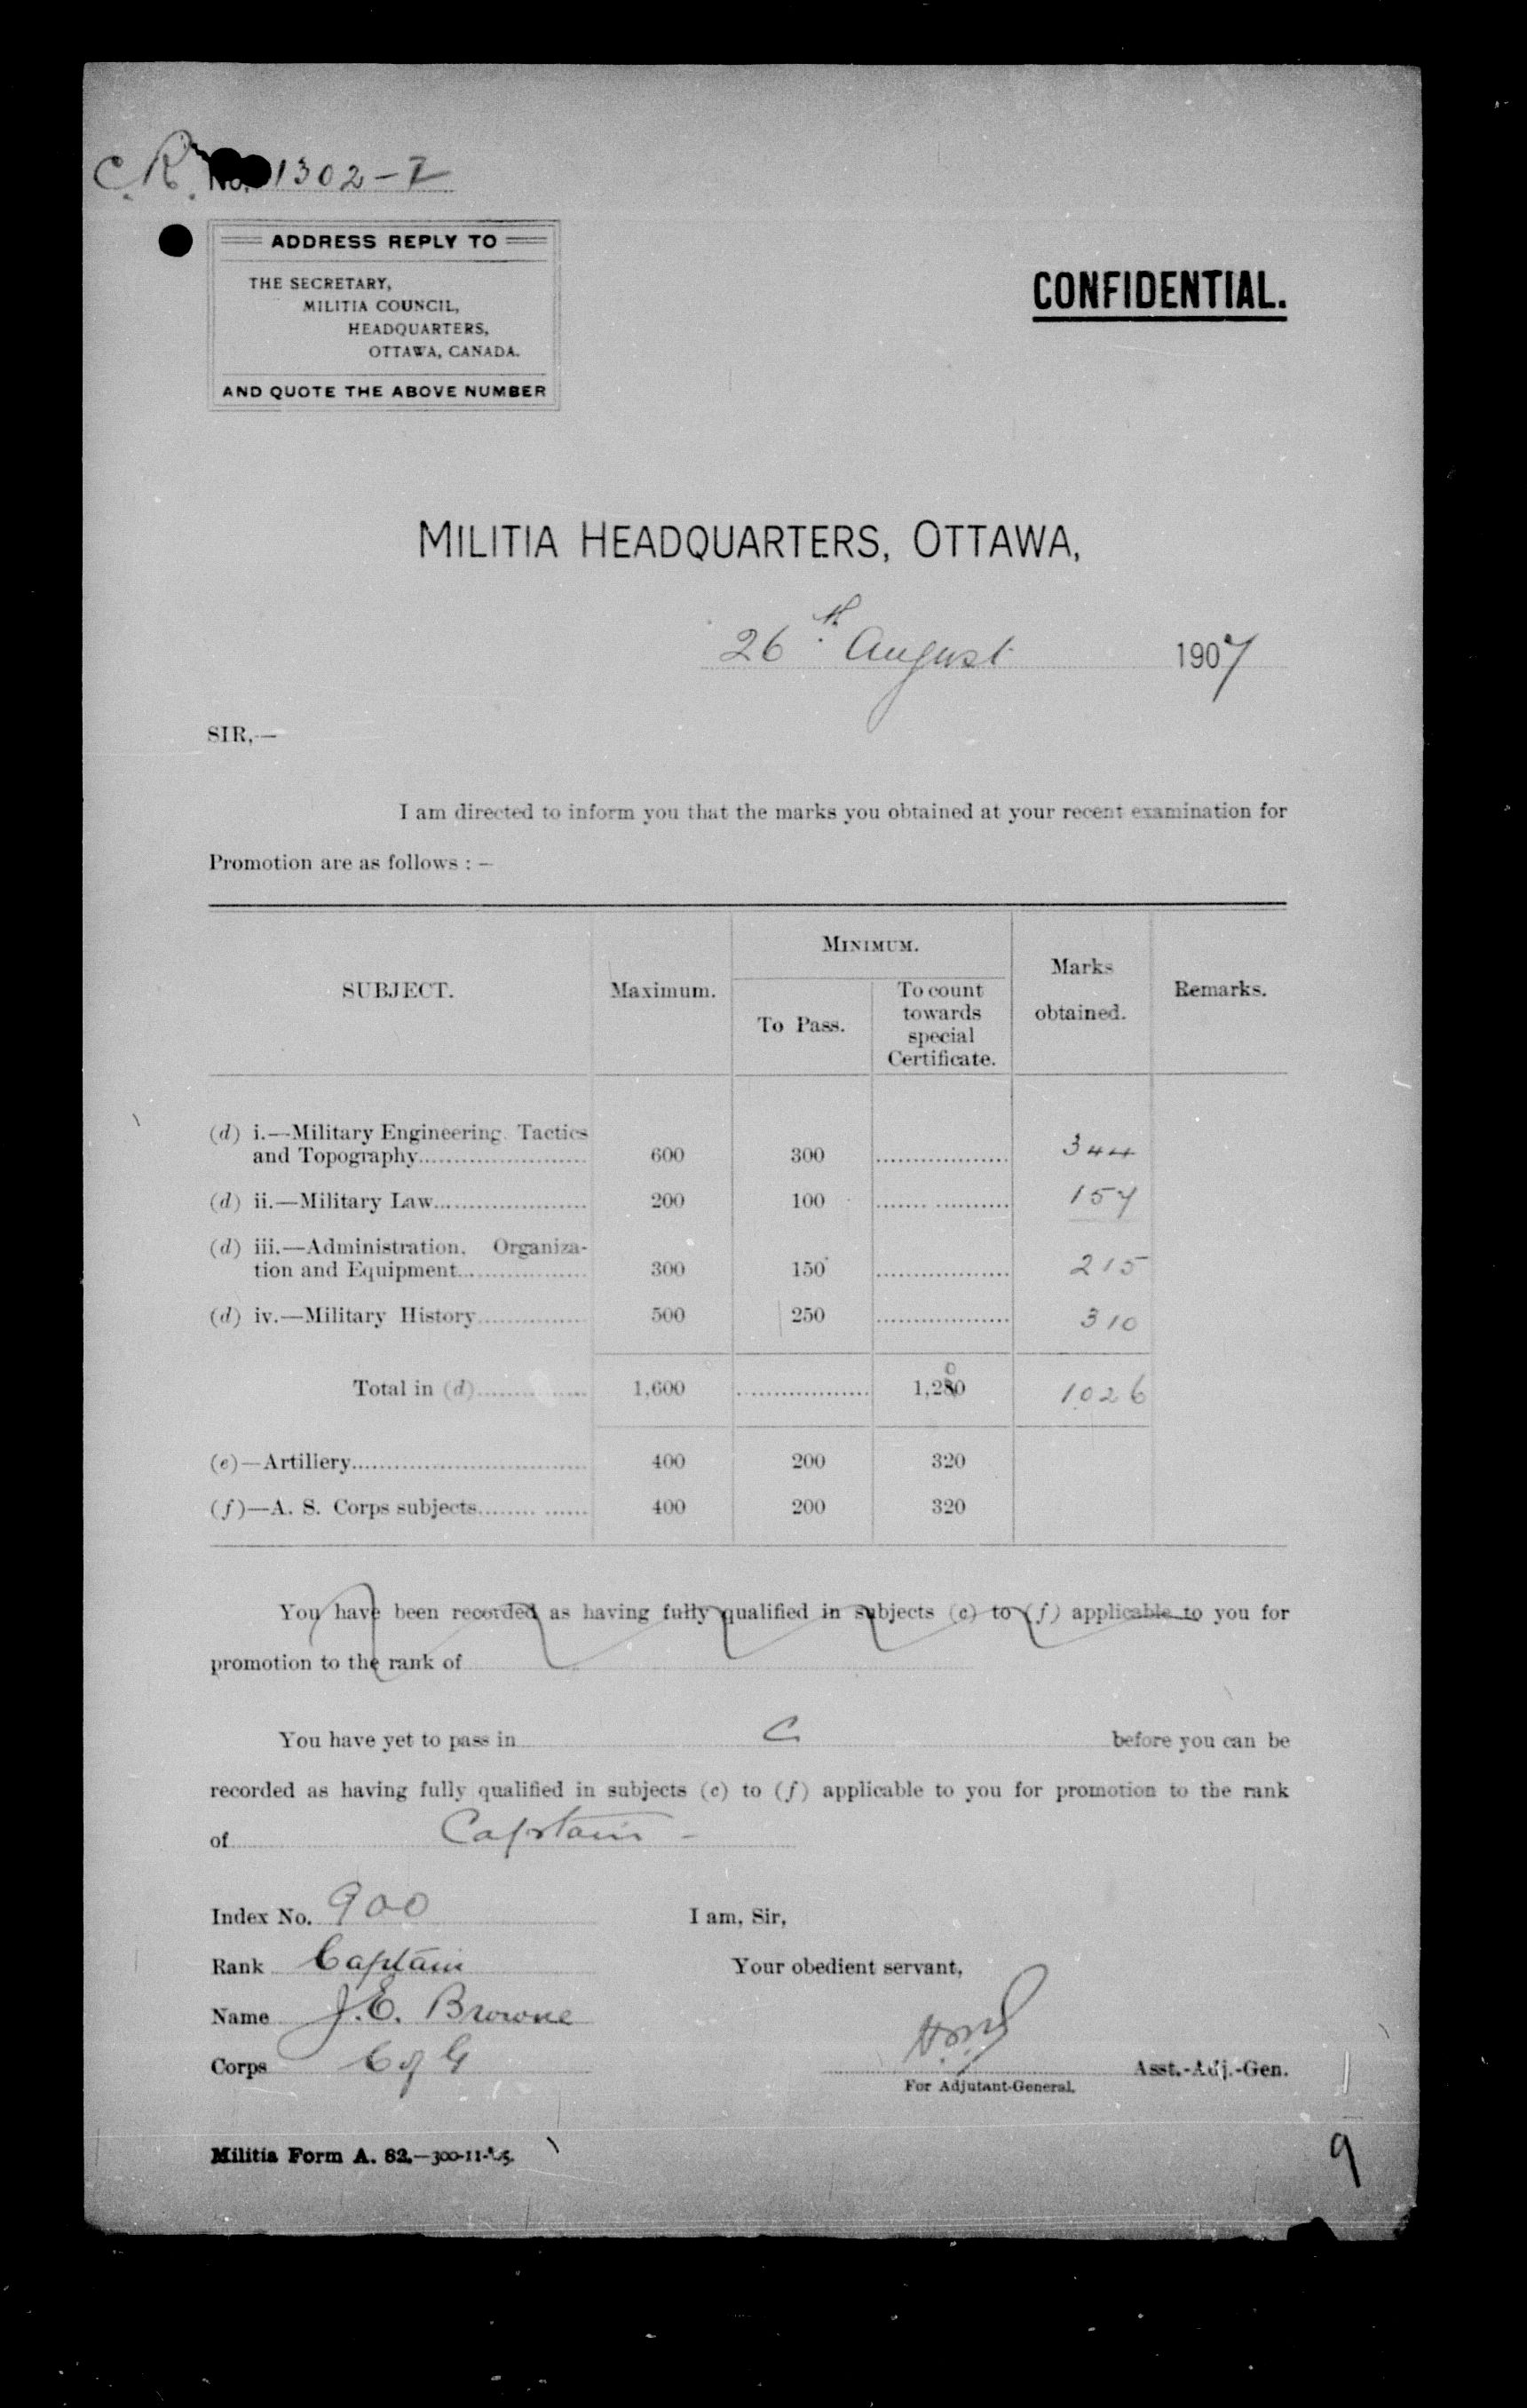 C.R. No. 1302-7
ADDRESS REPLY TO
THE SECRETARY,
MILITIA COUNCIL,
HEADQUARTERS,
OTTAWA, CANADA.
AND QUOTE THE ABOVE NUMBER
CONFIDENTIAL.
MILITIA HEADQUARTERS, OTTAWA,
26th August 1907
SIR,—
I am directed to inform you that the marks you obtained at your recent examination for
Promotion are as follows :—
SUBJECT. Maximum. MINIMUM. To Pass. To count towards special Certificate. Marks obtained. Remarks.
(d) i.—Military Engineering, Tactics
and Topography 600 300 344
(d) ii.—Military Law 200 100 157
(d) iii.—Administration, Organiza-
tion and Equipment 300 150 215
(d) iv.—Military History 500 250 310
Total in (d) 1,600 1,280 0 1026
(e)—Artillery 400 200 320
(f)—A. S. Corps subjects 400 200 320
You have been recorded as having fully qualified in subjects (c) to (f) applicable to you for
promotion to the rank of
You have yet to pass in C before you can be
recorded as having fully qualified in subjects (c) to (f) applicable to you for promotion to the rank
of Captain -
Index No. 900
I am, Sir,
Rank Captain
Your obedient servant,
Name J.E. Browne
Corps C of G
Asst.-Adj.-Gen.
For Adjutant-General.
Militia Form A. 82.—300-11-05.
9